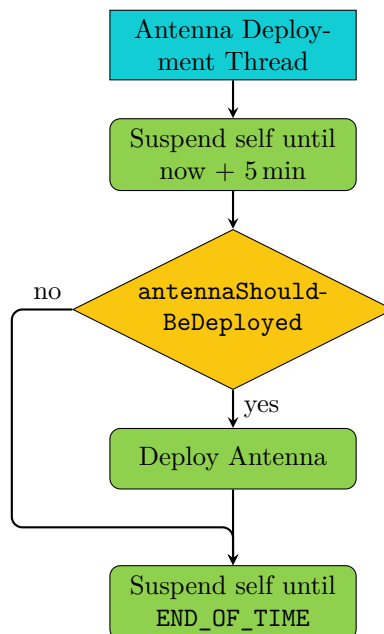 Antenna Deploy-
ment Thread
Suspend self until
now + 5 min
antennaShould-
BeDeployed
no
yes
Deploy Antenna
Suspend self until
END_OF_TIME